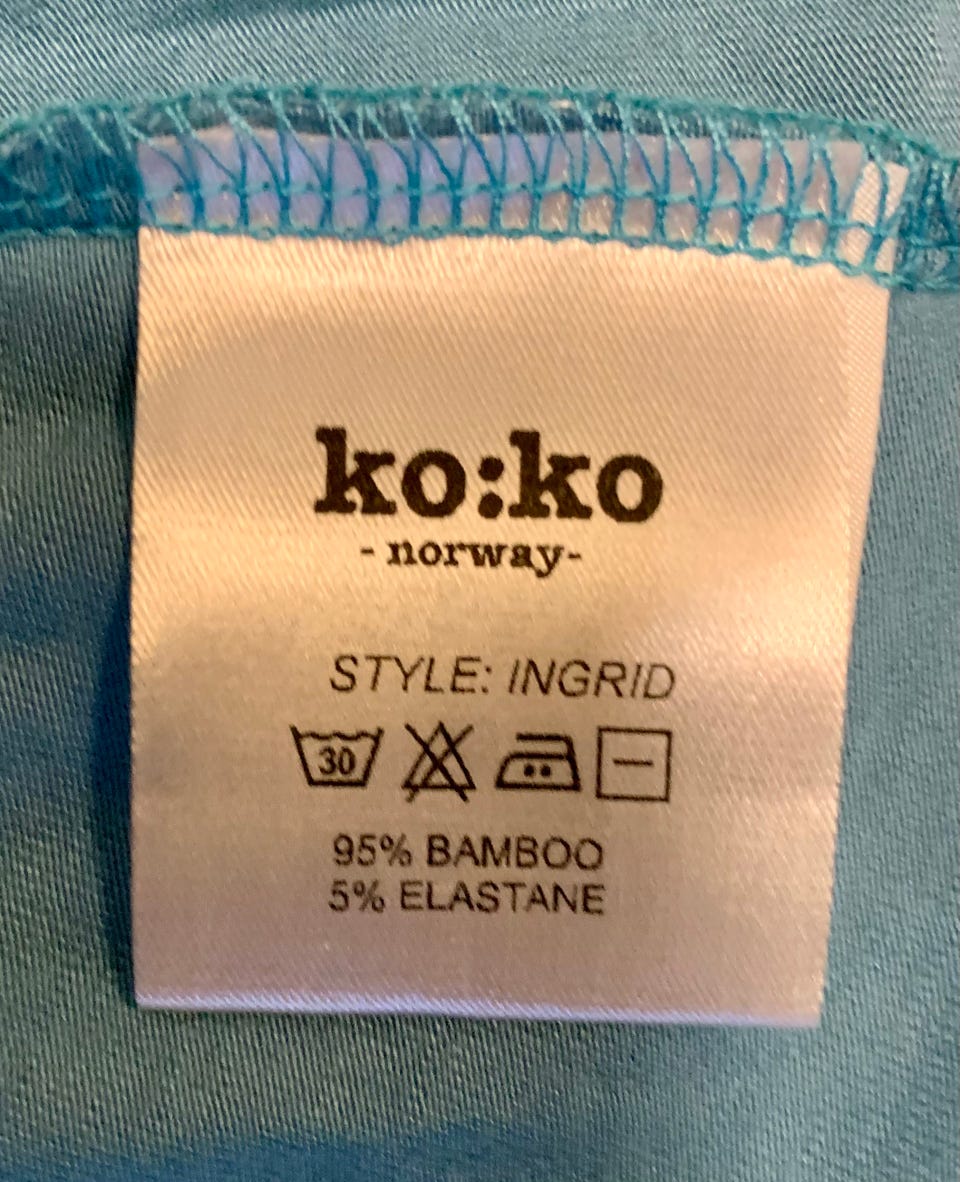 ko:ko
- norway-
STYLE: INGRID
30
95% BAMBOO
5% ELASTANE